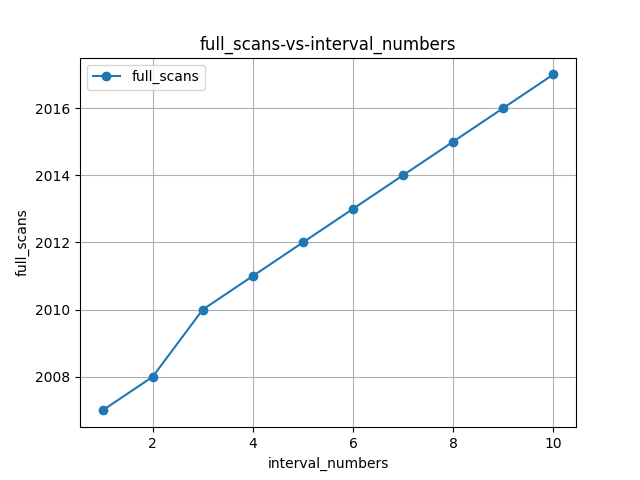 full_scans-vs-interval_numbers
full_scans
2016
2014
2012
2010
2008
full_scans
2 4 6 8 10
interval_numbers